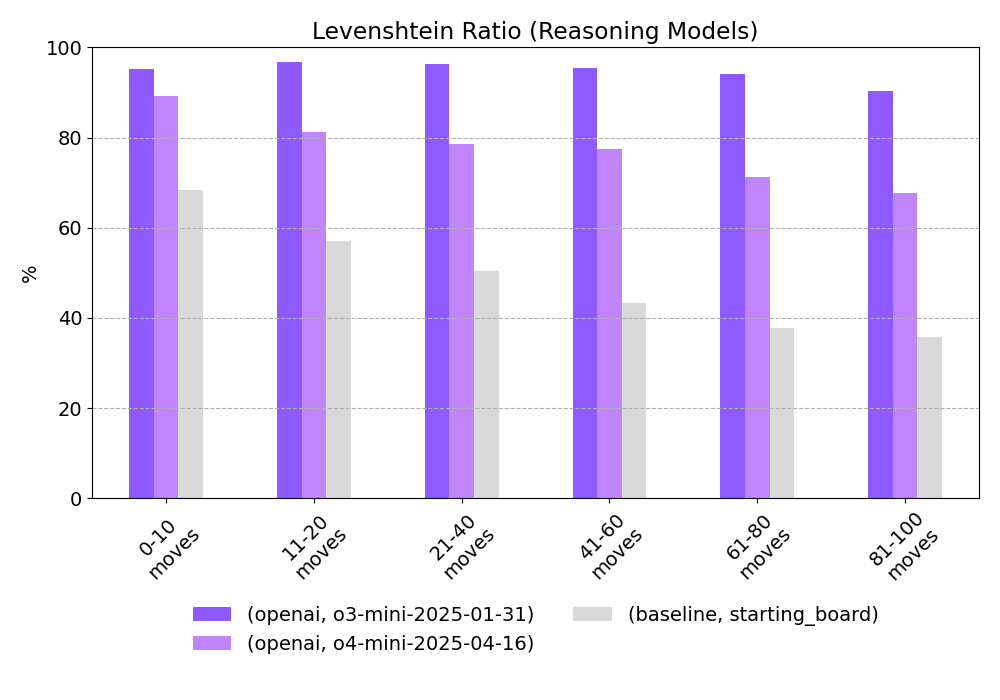 Levenshtein Ratio (Reasoning Models)
100
80
60
40
20
0
%
0-10
moves
11-20
moves
21-40
moves
41-60
moves
61-80
moves
81-100
moves
(openai, o3-mini-2025-01-31)
(openai, o4-mini-2025-04-16)
(baseline, starting_board)